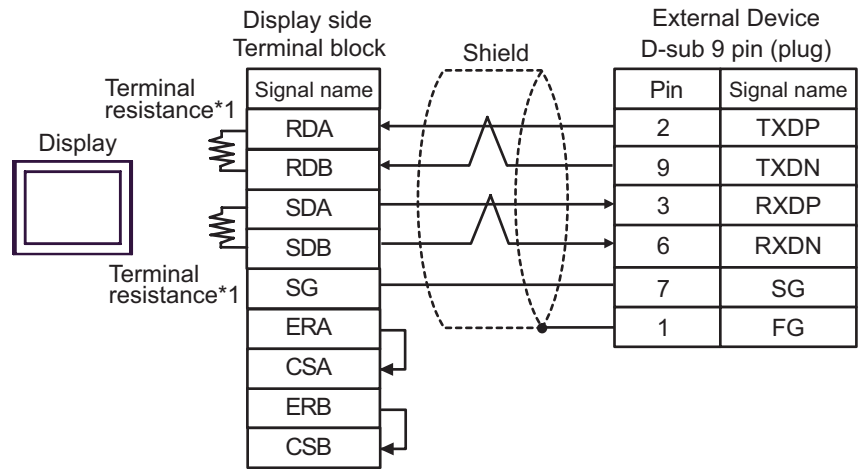 Display side
Terminal block
External Device
D-sub 9 pin (plug)
Shield
Terminal
resistance*1
Display
Terminal
resistance*1
Signal name
RDA
RDB
SDA
SDB
SG
ERA
CSA
ERB
CSB
Pin Signal name
2 TXDP
9 TXDN
3 RXDP
6 RXDN
7 SG
1 FG